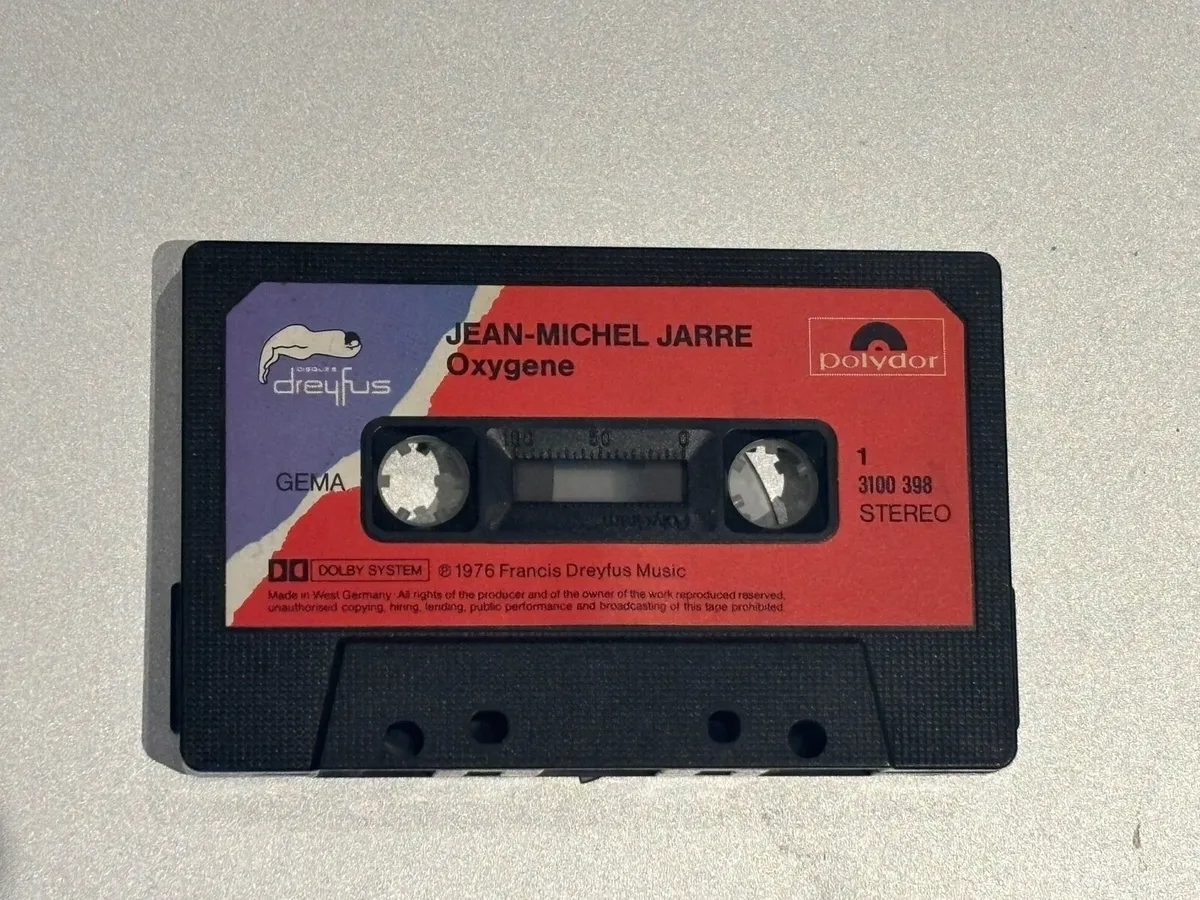 JEAN-MICHEL JARRE
Oxygene
DISQUES
dreyfus
polydor
100 50 0
GEMA
1
3100 398
STEREO
DOLBY SYSTEM ℗ 1976 Francis Dreyfus Music
Made in West Germany · All rights of the producer and of the owner of the work reproduced reserved,
unauthorised copying, hiring, lending, public performance and broadcasting of this tape prohibited.